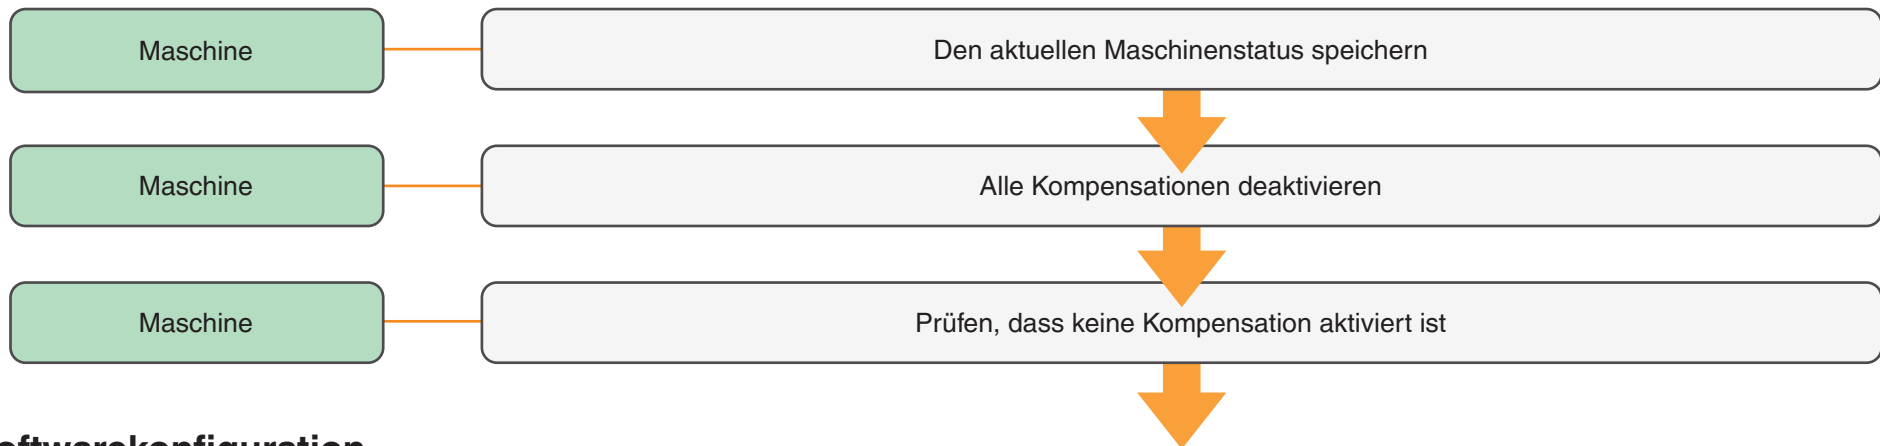 Maschine
Den aktuellen Maschinenstatus speichern
Maschine
Alle Kompensationen deaktivieren
Maschine
Prüfen, dass keine Kompensation aktiviert ist